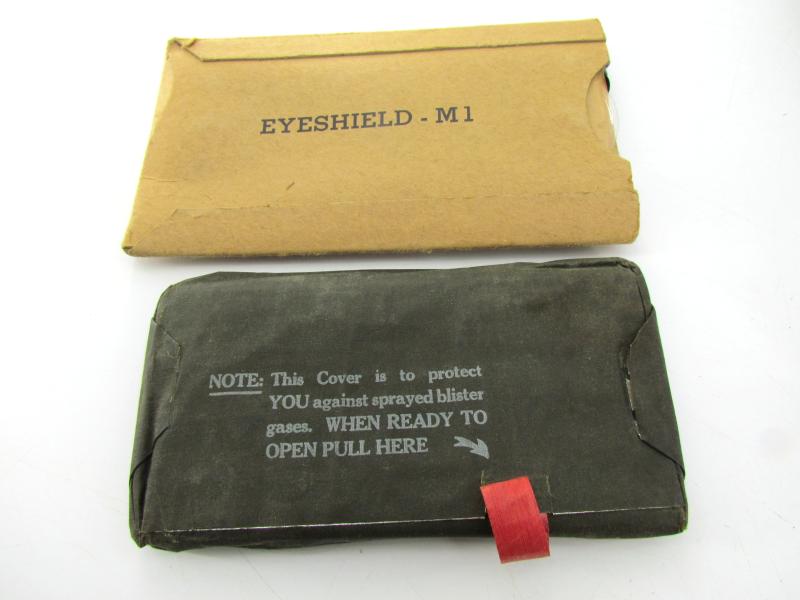 EYESHIELD - M1
NOTE: This Cover is to protect
YOU against sprayed blister
gases. WHEN READY TO
OPEN PULL HERE